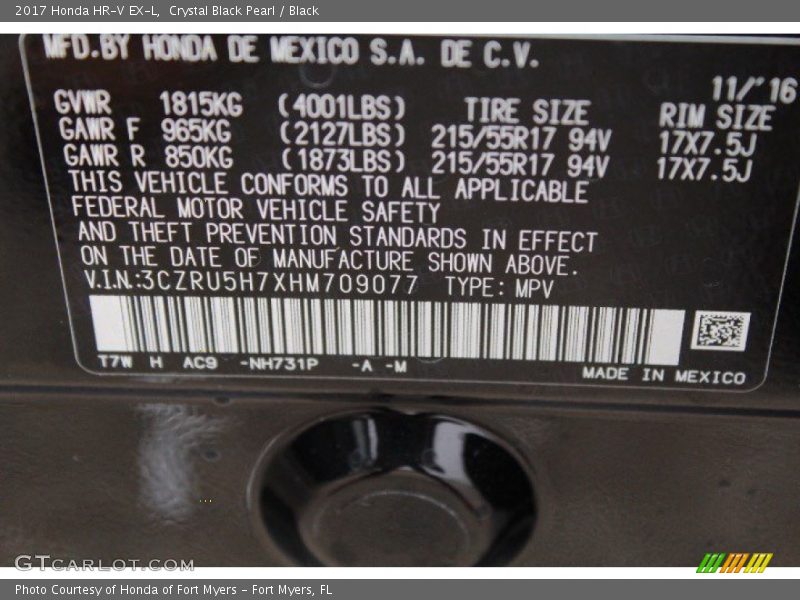 2017 Honda HR-V EX-L,  Crystal Black Pearl / Black
MFD.BY HONDA DE MEXICO S.A. DE C.V.
11/'16
GVWR 1815KG (4001LBS) TIRE SIZE RIM SIZE
GAWR F 965KG (2127LBS) 215/55R17 94V 17X7.5J
GAWR R 850KG (1873LBS) 215/55R17 94V 17X7.5J
THIS VEHICLE CONFORMS TO ALL APPLICABLE
FEDERAL MOTOR VEHICLE SAFETY
AND THEFT PREVENTION STANDARDS IN EFFECT
ON THE DATE OF MANUFACTURE SHOWN ABOVE.
V.I.N:3CZRU5H7XHM709077 TYPE: MPV
T7W H AC9 -NH731P -A -M
MADE IN MEXICO
GTcarlot.com
Photo Courtesy of Honda of Fort Myers - Fort Myers, FL